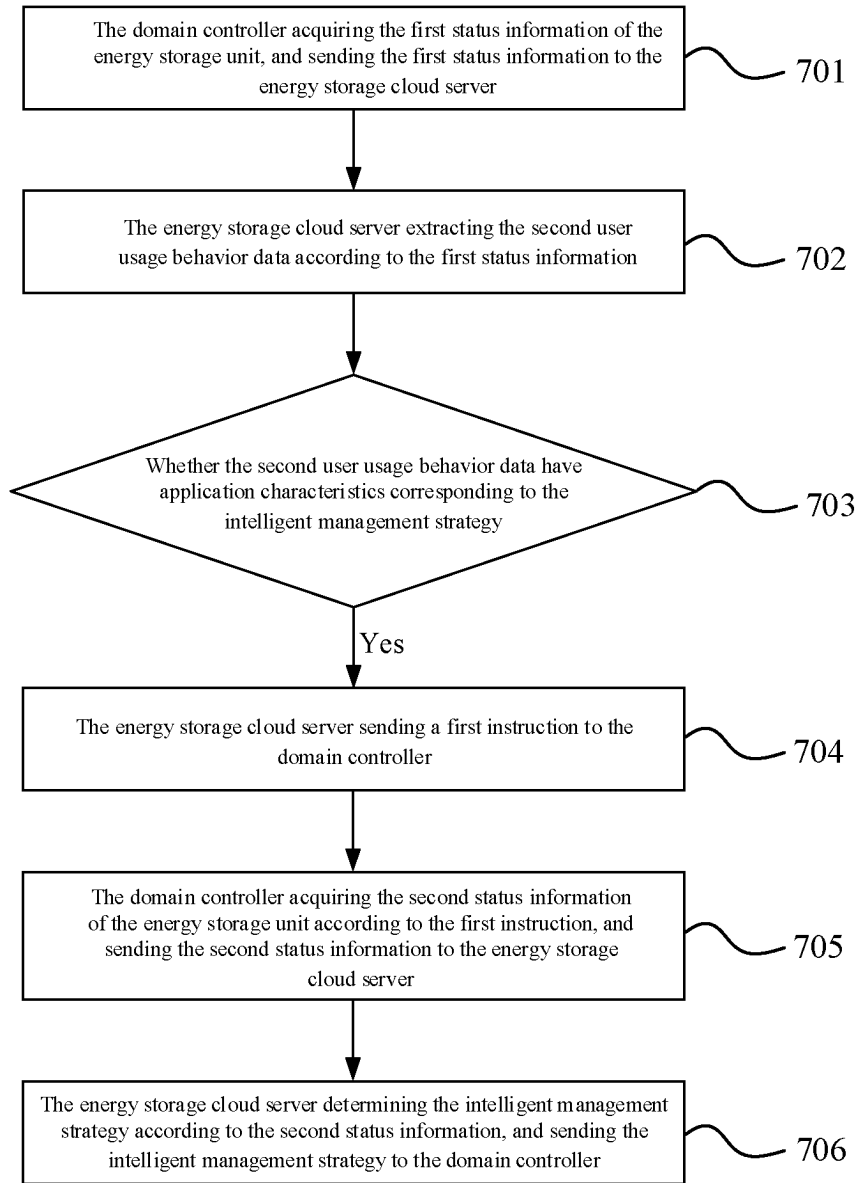 The domain controller acquiring the first status information of the
energy storage unit, and sending the first status information to the
energy storage cloud server
701
The energy storage cloud server extracting the second user
usage behavior data according to the first status information
702
Whether the second user usage behavior data have
application characteristics corresponding to the
intelligent management strategy
703
Yes
The energy storage cloud server sending a first instruction to the
domain controller
704
The domain controller acquiring the second status information
of the energy storage unit according to the first instruction, and
sending the second status information to the energy storage
cloud server
705
The energy storage cloud server determining the intelligent management
strategy according to the second status information, and sending the
intelligent management strategy to the domain controller
706